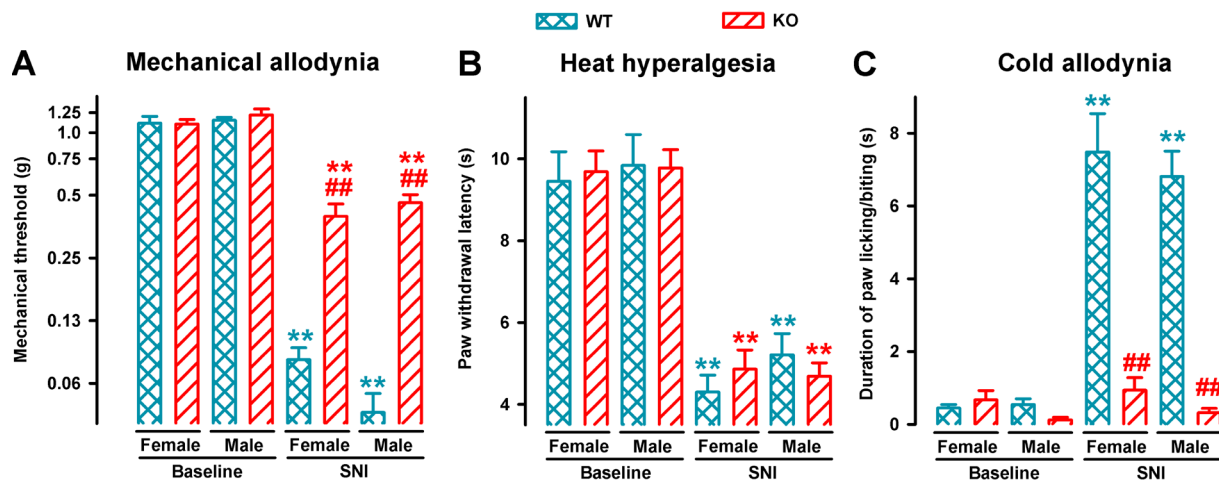 WT KO
A Mechanical allodynia
Mechanical threshold (g)
1.25
1.0
0.75
0.5
0.25
0.13
0.06
**
**
**
##
**
##
Female Male Female Male
Baseline SNI
B Heat hyperalgesia
Paw withdrawal latency (s)
10
8
6
4
**
**
**
**
Female Male Female Male
Baseline SNI
C Cold allodynia
Duration of paw licking/biting (s)
8
6
4
2
0
**
**
##
##
Female Male Female Male
Baseline SNI